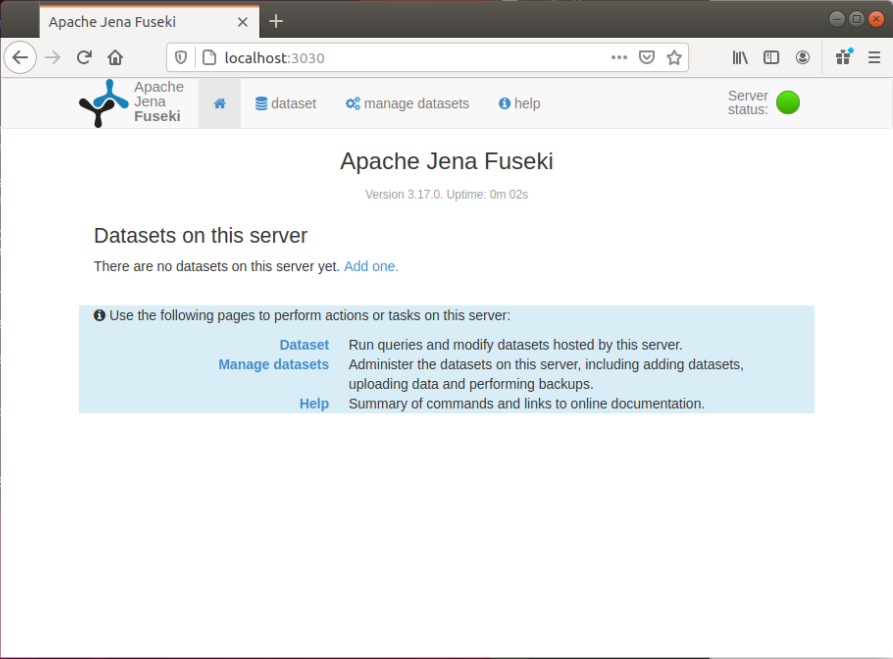 Apache Jena Fuseki
localhost:3030
Apache
Jena
Fuseki
dataset
manage datasets
help
Server
status:
Apache Jena Fuseki
Version 3.17.0. Uptime: 0m 02s
Datasets on this server
There are no datasets on this server yet. Add one.
Use the following pages to perform actions or tasks on this server:
Dataset Run queries and modify datasets hosted by this server.
Manage datasets Administer the datasets on this server, including adding datasets,
uploading data and performing backups.
Help Summary of commands and links to online documentation.